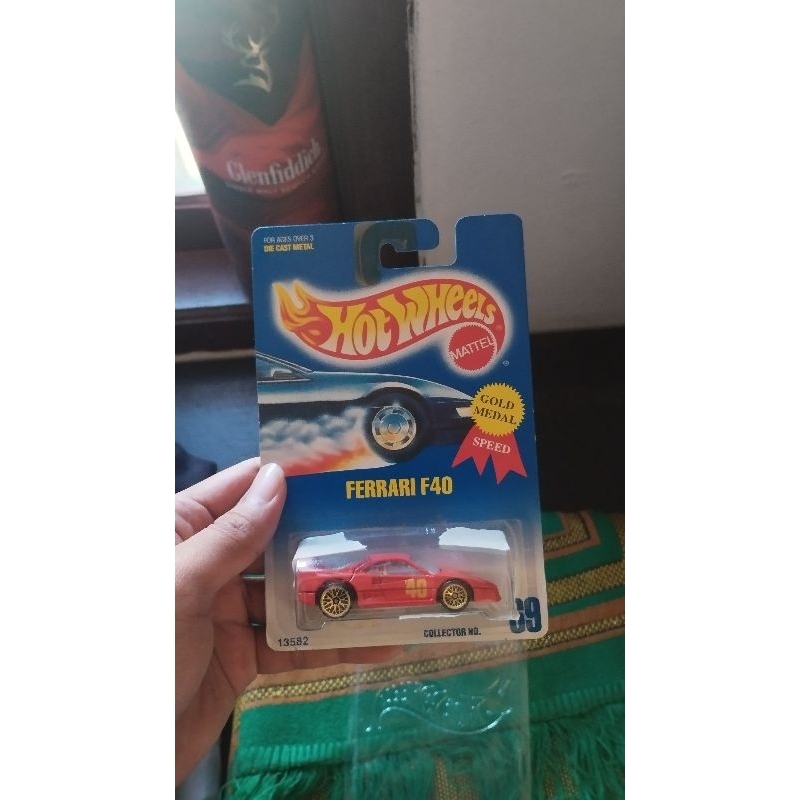 Glenfiddich
FOR AGES OVER 3
DIE CAST METAL
HOT WHEELS
®
MATTEL
®
GOLD
MEDAL
SPEED
FERRARI F40
40
13582
COLLECTOR NO.
69